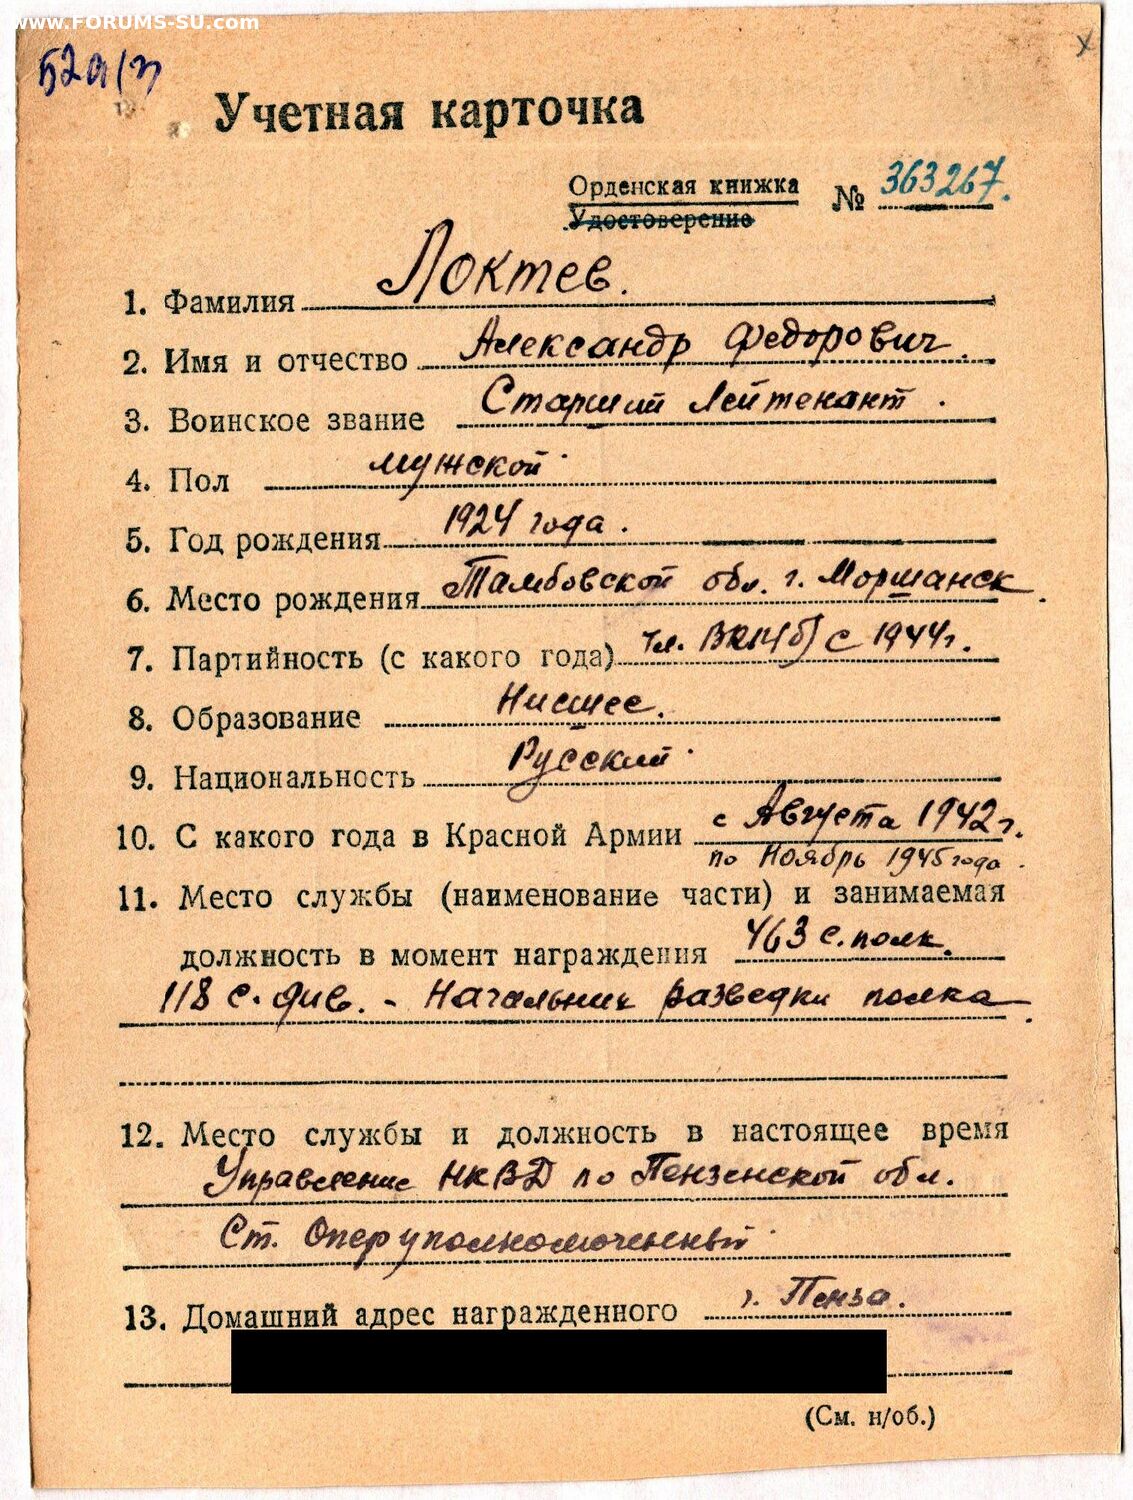 www.FORUMS-SU.com
Учетная карточка
Орденская книжка
Удостоверение
№ 363267.
1. Фамилия Локтев.
2. Имя и отчество Александр Федорович.
3. Воинское звание Старший Лейтенант.
4. Пол мужской.
5. Год рождения 1924 года.
6. Место рождения Тамбовской обл. г. Моршанск.
7. Партийность (с какого года) Чл. ВКП(б) с 1944г.
8. Образование Нисшее.
9. Национальность Русский.
10. С какого года в Красной Армии с Августа 1942г.
по Ноябрь 1945 года.
11. Место службы (наименование части) и занимаемая
должность в момент награждения 463 с. полк.
118 с. див. - Начальник разведки полка.
12. Место службы и должность в настоящее время
Управление НКВД по Пензенской обл.
Ст. Оперуполномоченный.
13. Домашний адрес награжденного г. Пенза.
(См. н/об.)